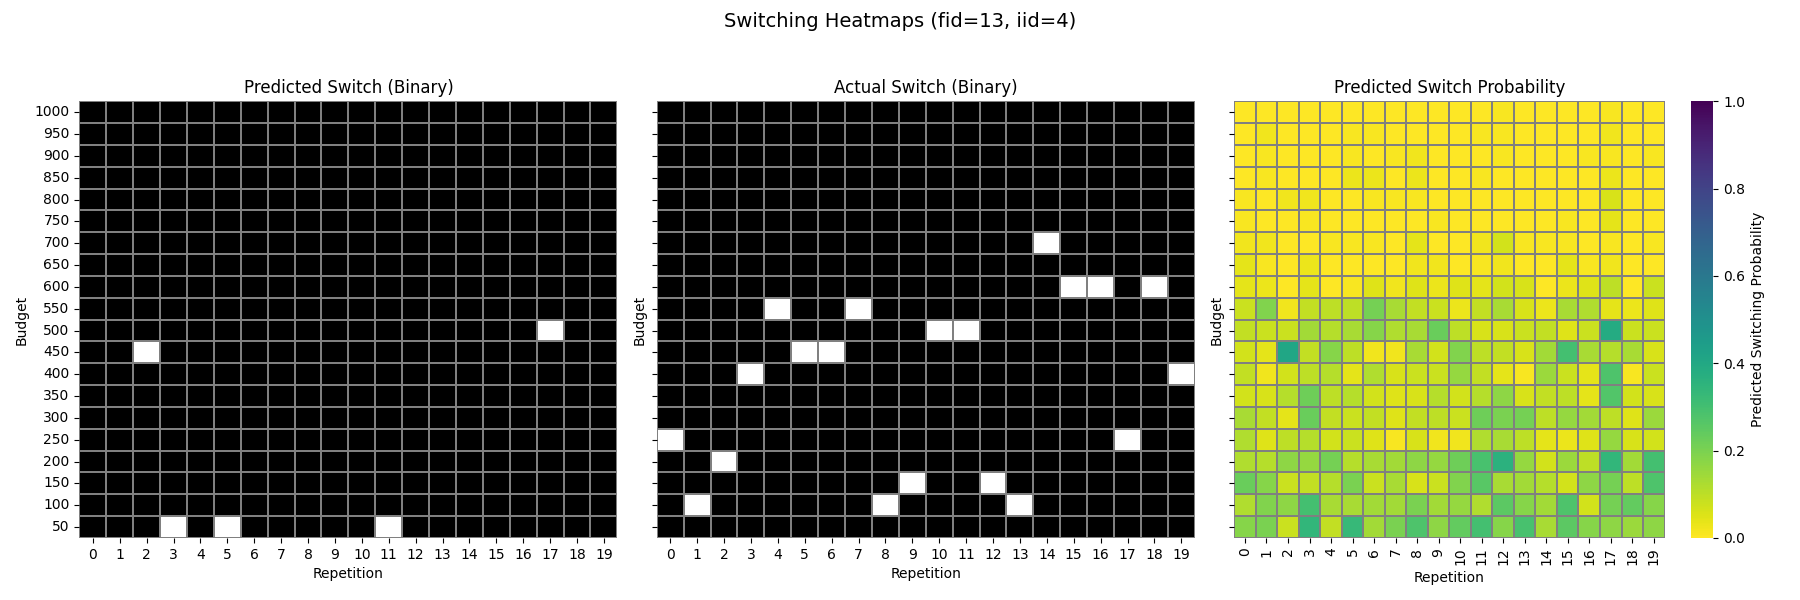 Switching Heatmaps (fid=13, iid=4)
Predicted Switch (Binary)
Budget
1000
950
900
850
800
750
700
650
600
550
500
450
400
350
300
250
200
150
100
50
0 1 2 3 4 5 6 7 8 9 10 11 12 13 14 15 16 17 18 19
Repetition
Actual Switch (Binary)
Budget
0 1 2 3 4 5 6 7 8 9 10 11 12 13 14 15 16 17 18 19
Repetition
Predicted Switch Probability
Budget
0 1 2 3 4 5 6 7 8 9 10 11 12 13 14 15 16 17 18 19
Repetition
1.0
0.8
0.6
0.4
0.2
0.0
Predicted Switching Probability